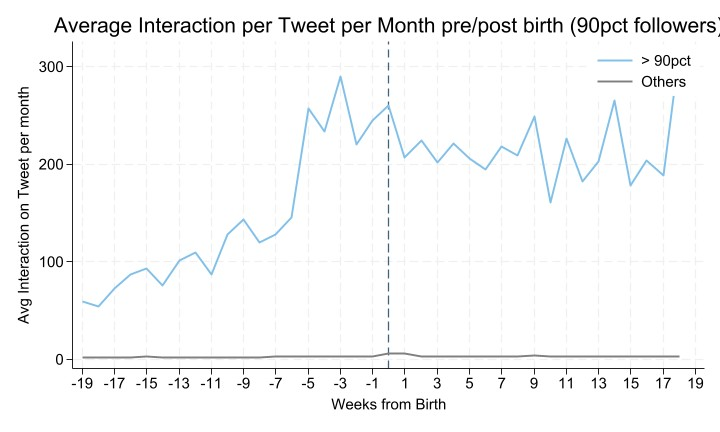 Average Interaction per Tweet per Month pre/post birth (90pct followers)
> 90pct
Others
Avg Interaction on Tweet per month
300
200
100
0
-19 -17 -15 -13 -11 -9 -7 -5 -3 -1 1 3 5 7 9 11 13 15 17 19
Weeks from Birth